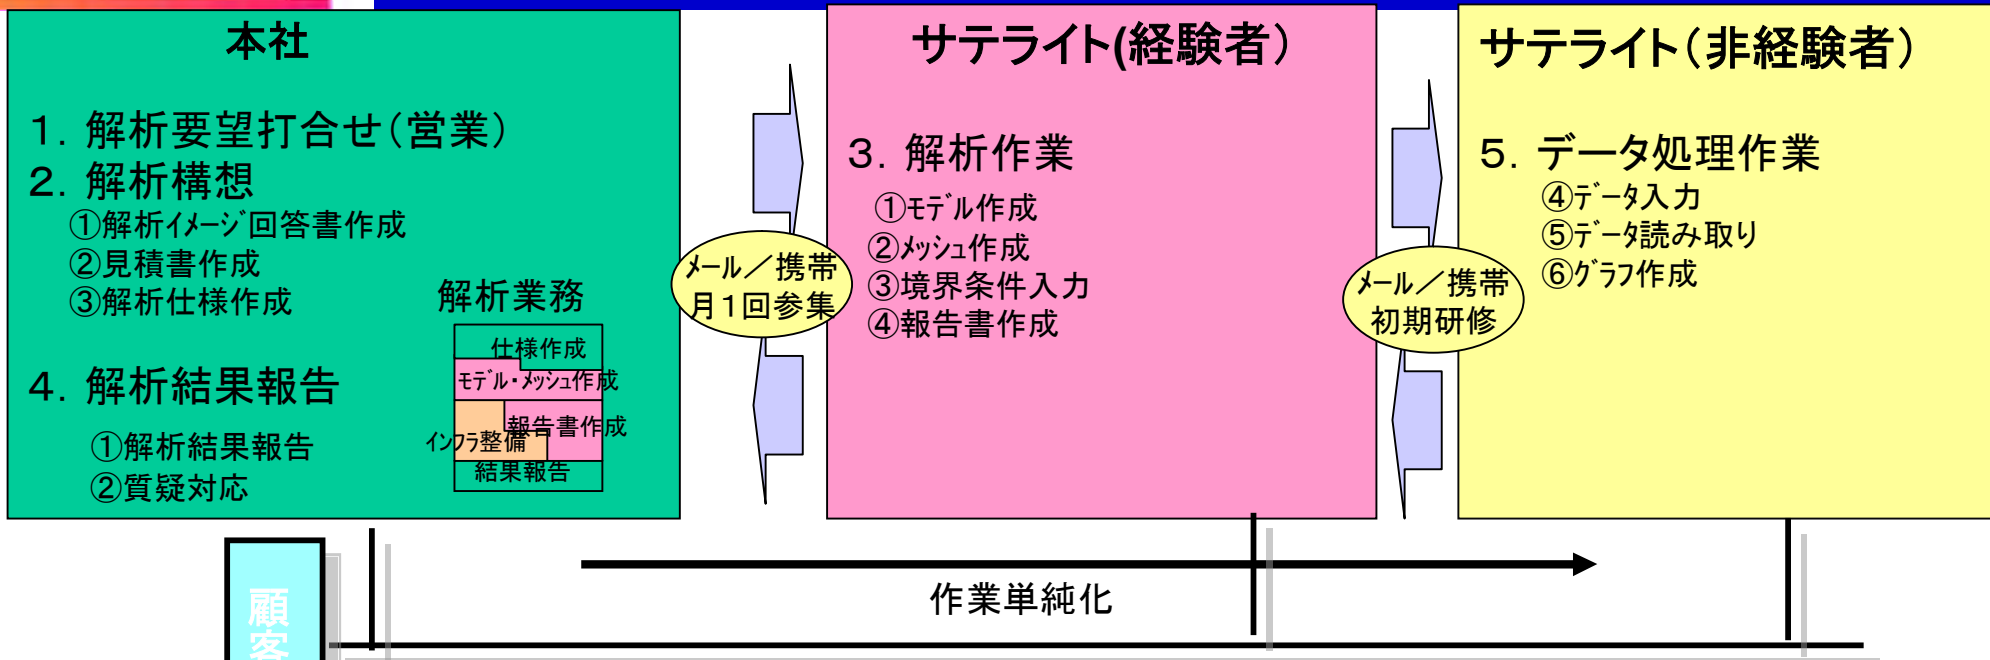 本社
1．解析要望打合せ（営業）
2．解析構想
①解析ｲﾒｰｼﾞ回答書作成
②見積書作成
③解析仕様作成
4．解析結果報告
①解析結果報告
②質疑対応
解析業務
仕様作成
ﾓﾃﾞﾙ・ﾒｯｼｭ作成
報告書作成
ｲﾝﾌﾗ整備
結果報告
ﾒｰﾙ／携帯
月1回参集
サテライト(経験者）
3．解析作業
①ﾓﾃﾞﾙ作成
②ﾒｯｼｭ作成
③境界条件入力
④報告書作成
ﾒｰﾙ／携帯
初期研修
サテライト（非経験者）
5．データ処理作業
④ﾃﾞｰﾀ入力
⑤ﾃﾞｰﾀ読み取り
⑥ｸﾞﾗﾌ作成
作業単純化
顧客